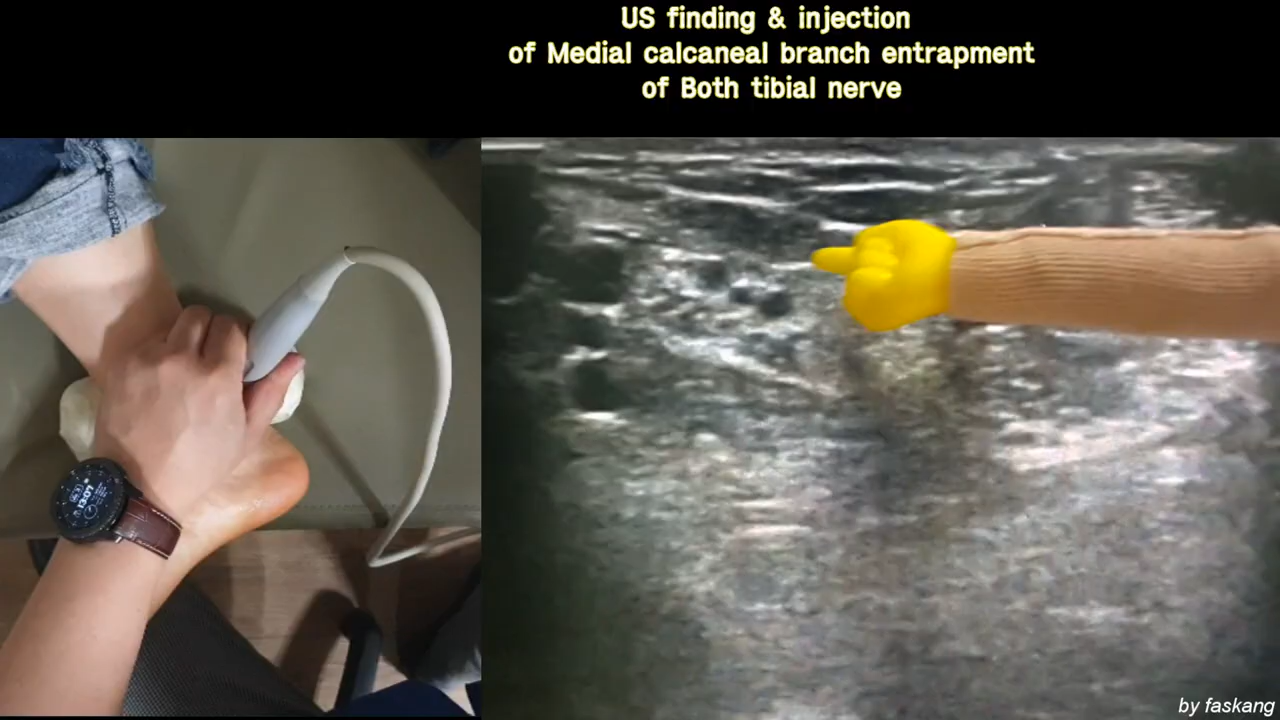 US finding & injection
of Medial calcaneal branch entrapment
of Both tibial nerve
by faskang